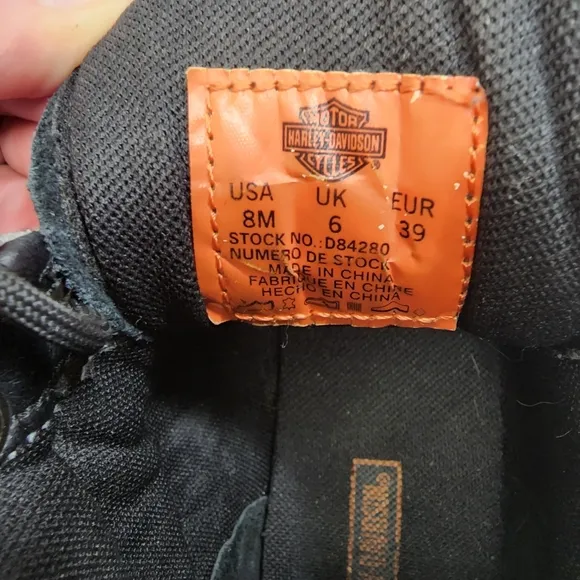 MOTOR
HARLEY-DAVIDSON
CYCLES
USA UK EUR
8M 6 39
STOCK NO.:D84280
NUMERO DE STOCK
MADE IN CHINA
FABRIQUE EN CHINE
HECHO EN CHINA